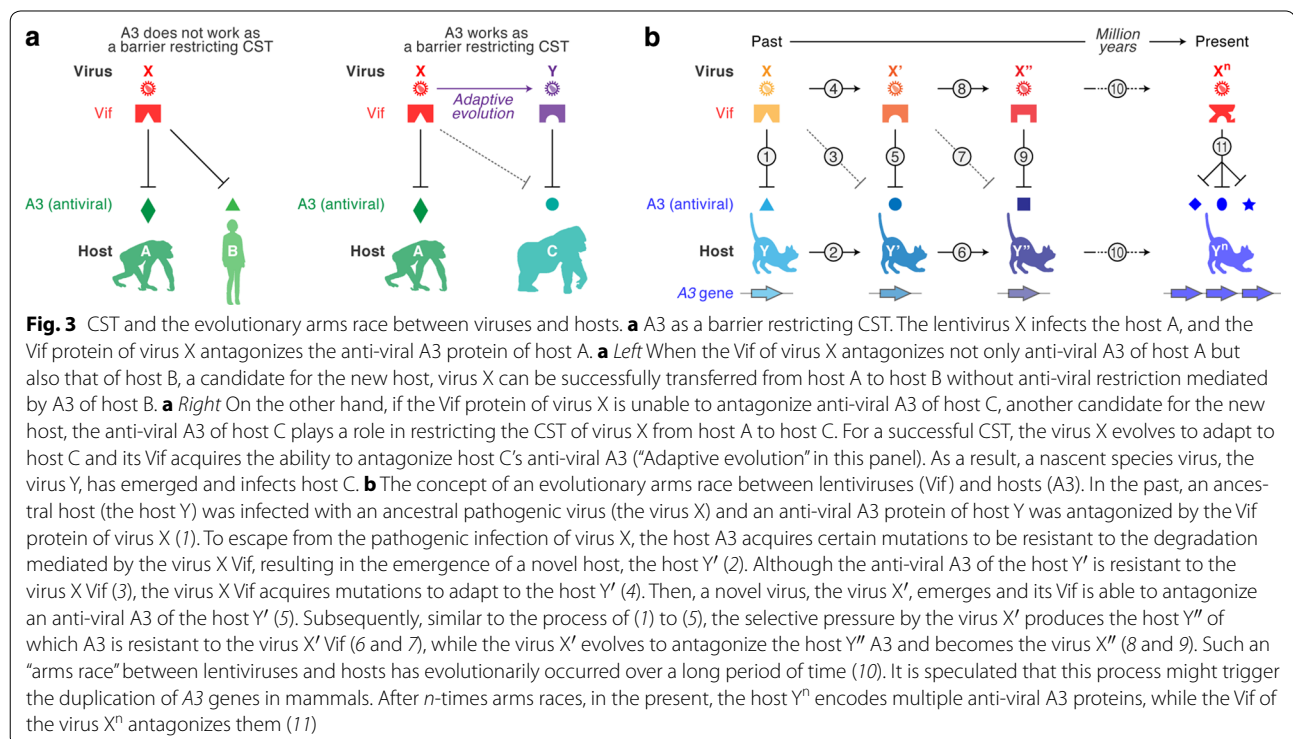 a
A3 does not work as
a barrier restricting CST
A3 works as
a barrier restricting CST
Virus
X
X
Y
Vif
Vif
Adaptive
evolution
A3 (antiviral)
A3 (antiviral)
Host
A
B
Host
A
C
b
Past
Million
years
Present
Virus
X
4
X'
8
X''
10
Xⁿ
Vif
1
3
5
7
9
11
A3 (antiviral)
Host
Y
2
Y'
6
Y''
10
Yⁿ
A3 gene
Fig. 3 CST and the evolutionary arms race between viruses and hosts. a A3 as a barrier restricting CST. The lentivirus X infects the host A, and the
Vif protein of virus X antagonizes the anti-viral A3 protein of host A. a Left When the Vif of virus X antagonizes not only anti-viral A3 of host A but
also that of host B, a candidate for the new host, virus X can be successfully transferred from host A to host B without anti-viral restriction mediated
by A3 of host B. a Right On the other hand, if the Vif protein of virus X is unable to antagonize anti-viral A3 of host C, another candidate for the new
host, the anti-viral A3 of host C plays a role in restricting the CST of virus X from host A to host C. For a successful CST, the virus X evolves to adapt to
host C and its Vif acquires the ability to antagonize host C's anti-viral A3 ("Adaptive evolution" in this panel). As a result, a nascent species virus, the
virus Y, has emerged and infects host C. b The concept of an evolutionary arms race between lentiviruses (Vif) and hosts (A3). In the past, an ances-
tral host (the host Y) was infected with an ancestral pathogenic virus (the virus X) and an anti-viral A3 protein of host Y was antagonized by the Vif
protein of virus X (1). To escape from the pathogenic infection of virus X, the host A3 acquires certain mutations to be resistant to the degradation
mediated by the virus X Vif, resulting in the emergence of a novel host, the host Y′ (2). Although the anti-viral A3 of the host Y′ is resistant to the
virus X Vif (3), the virus X Vif acquires mutations to adapt to the host Y′ (4). Then, a novel virus, the virus X′, emerges and its Vif is able to antagonize
an anti-viral A3 of the host Y′ (5). Subsequently, similar to the process of (1) to (5), the selective pressure by the virus X′ produces the host Y″ of
which A3 is resistant to the virus X′ Vif (6 and 7), while the virus X′ evolves to antagonize the host Y″ A3 and becomes the virus X″ (8 and 9). Such an
"arms race" between lentiviruses and hosts has evolutionarily occurred over a long period of time (10). It is speculated that this process might trigger
the duplication of A3 genes in mammals. After n-times arms races, in the present, the host Yⁿ encodes multiple anti-viral A3 proteins, while the Vif of
the virus Xⁿ antagonizes them (11)